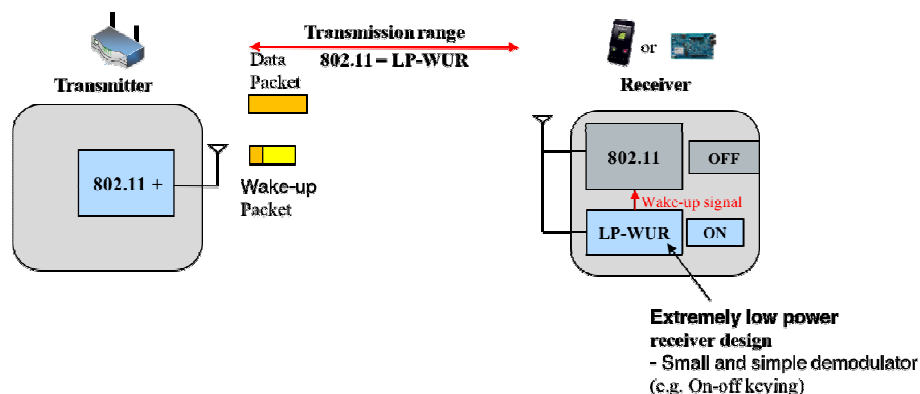 Transmission range
802.11 = LP-WUR
Transmitter
Data
Packet
802.11 +
Wake-up
Packet
or
Receiver
802.11
OFF
Wake-up signal
LP-WUR
ON
Extremely low power
receiver design
- Small and simple demodulator
(e.g. On-off keying)